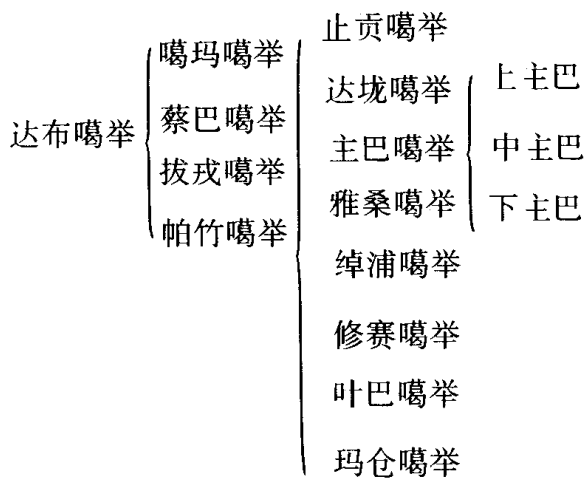 达布噶举
噶玛噶举
蔡巴噶举
拔戎噶举
帕竹噶举
止贡噶举
达垅噶举
主巴噶举
雅桑噶举
绰浦噶举
修赛噶举
叶巴噶举
玛仓噶举
上主巴
中主巴
下主巴